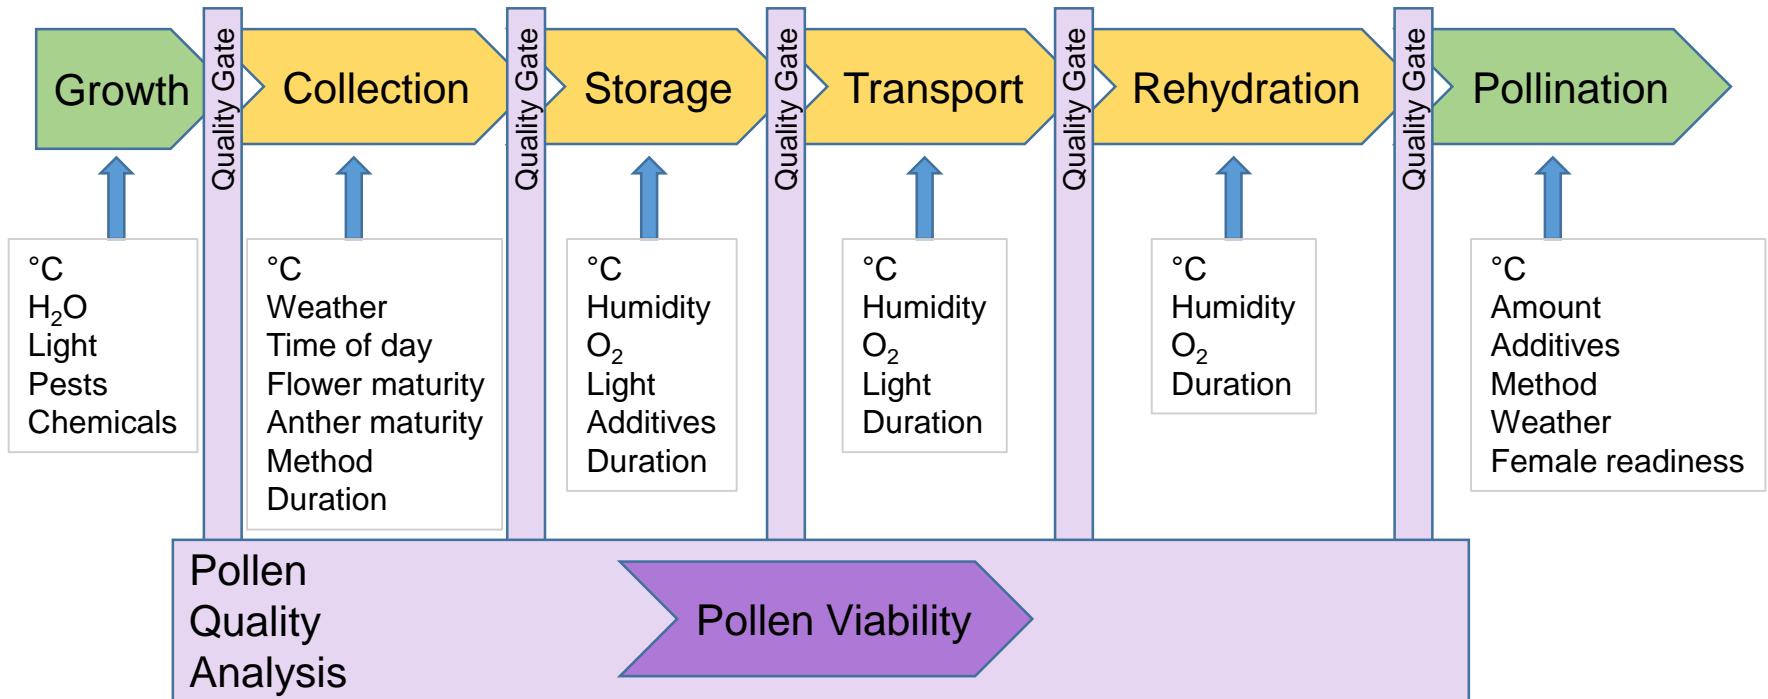 Growth
Quality Gate
Collection
Quality Gate
Storage
Quality Gate
Transport
Quality Gate
Rehydration
Quality Gate
Pollination
°C
H₂O
Light
Pests
Chemicals
°C
Weather
Time of day
Flower maturity
Anther maturity
Method
Duration
°C
Humidity
O₂
Light
Additives
Duration
°C
Humidity
O₂
Light
Duration
°C
Humidity
O₂
Duration
°C
Amount
Additives
Method
Weather
Female readiness
Pollen
Quality
Analysis
Pollen Viability